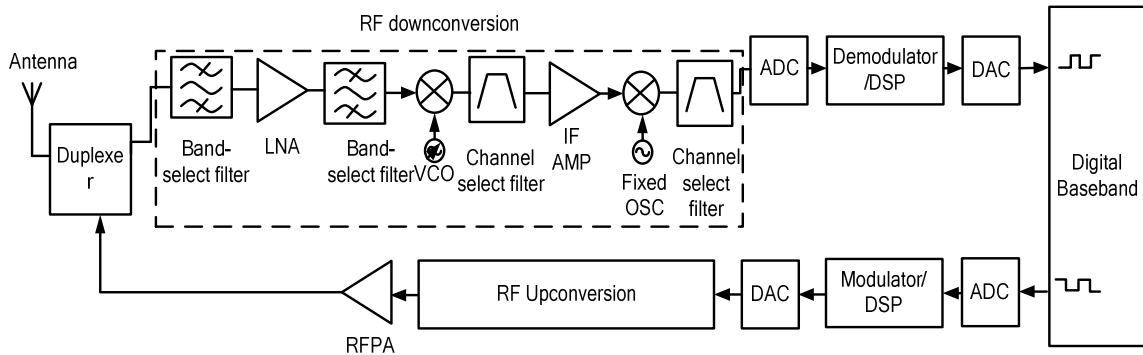 RF downconversion
Antenna
Duplexe
r
Band-
select filter
LNA
Band-
select filter
VCO
Channel
select filter
IF
AMP
Fixed
OSC
Channel
select
filter
ADC
Demodulator
/DSP
DAC
Digital
Baseband
RFPA
RF Upconversion
DAC
Modulator/
DSP
ADC